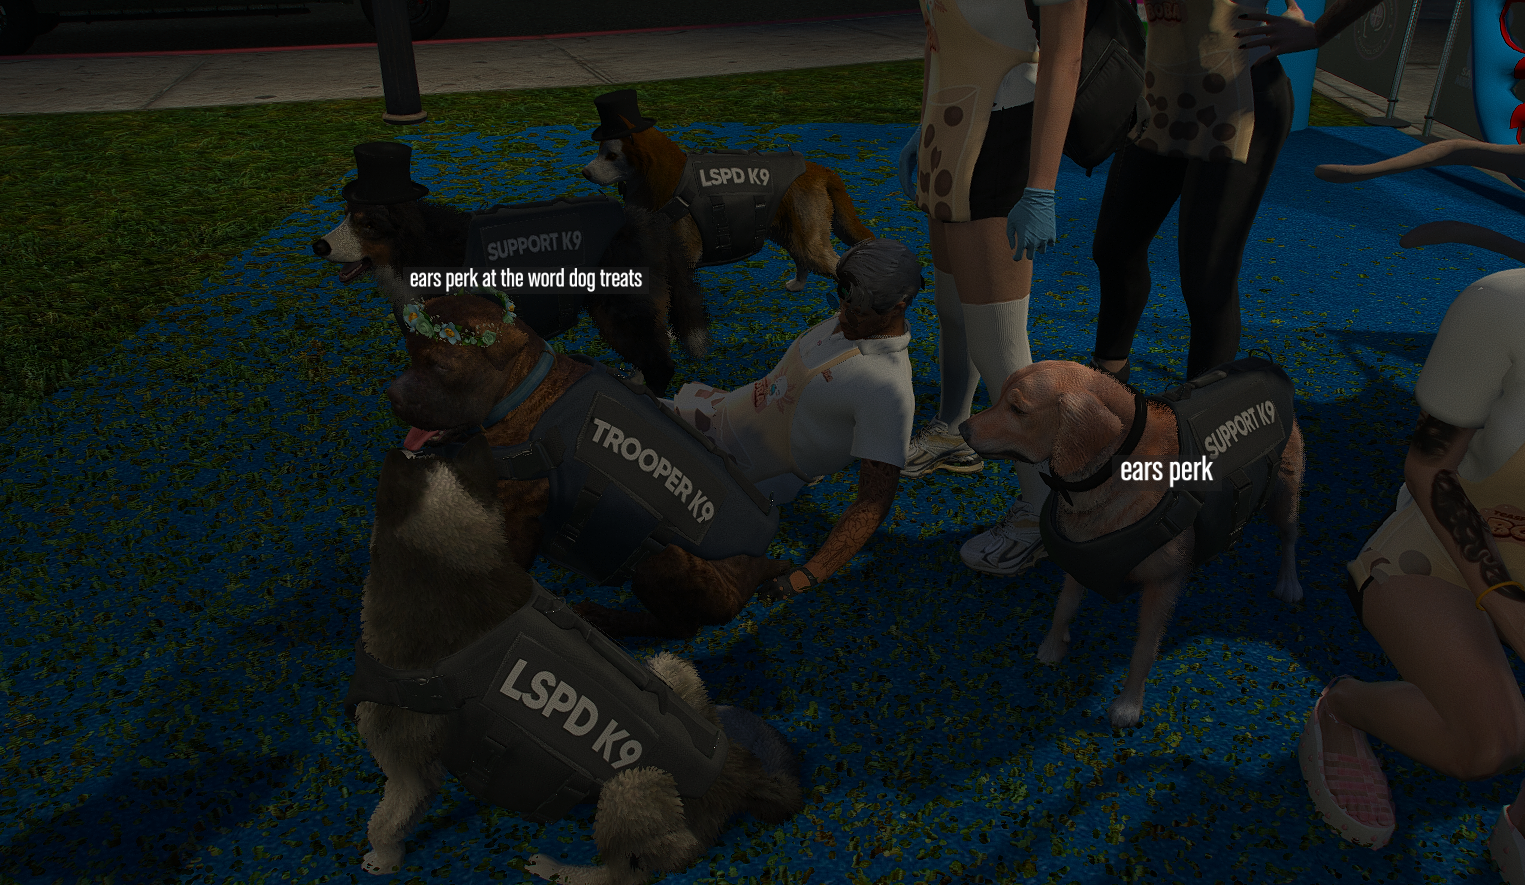 LSPD K9
SUPPORT K9
ears perk at the word dog treats
TROOPER K9
SUPPORT K9
ears perk
LSPD K9